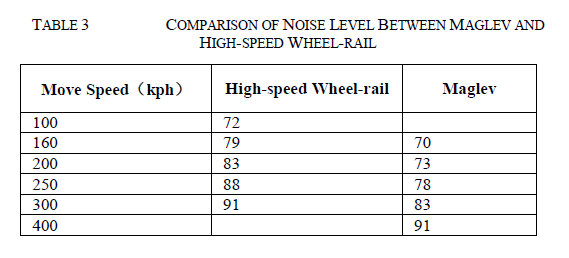 TABLE 3 COMPARISON OF NOISE LEVEL BETWEEN MAGLEV AND
HIGH-SPEED WHEEL-RAIL
Move Speed（kph） High-speed Wheel-rail Maglev
100 72
160 79 70
200 83 73
250 88 78
300 91 83
400 91